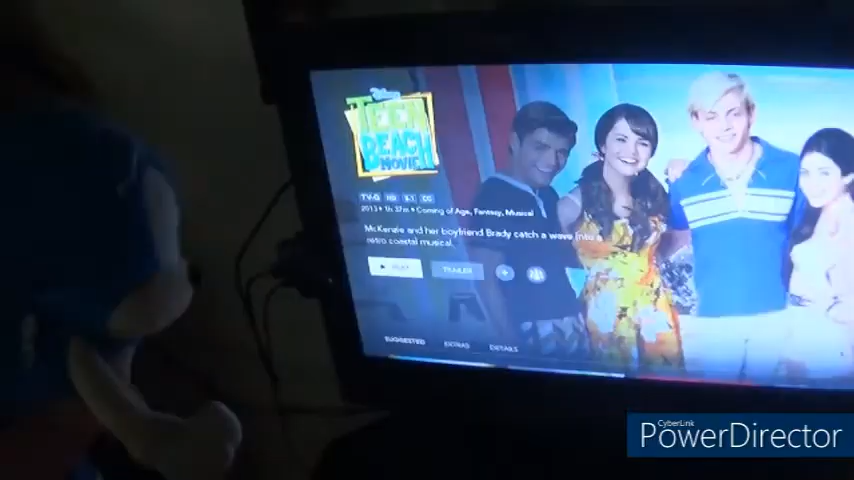 Disney
TEEN
BEACH
MOVIE
TV-G HD 5.1 CC
2013 • 1h 37m • Coming of Age, Fantasy, Musical
McKenzie and her boyfriend Brady catch a wave into a
retro coastal musical.
PLAY
TRAILER
SUGGESTED
EXTRAS
DETAILS
CyberLink
PowerDirector